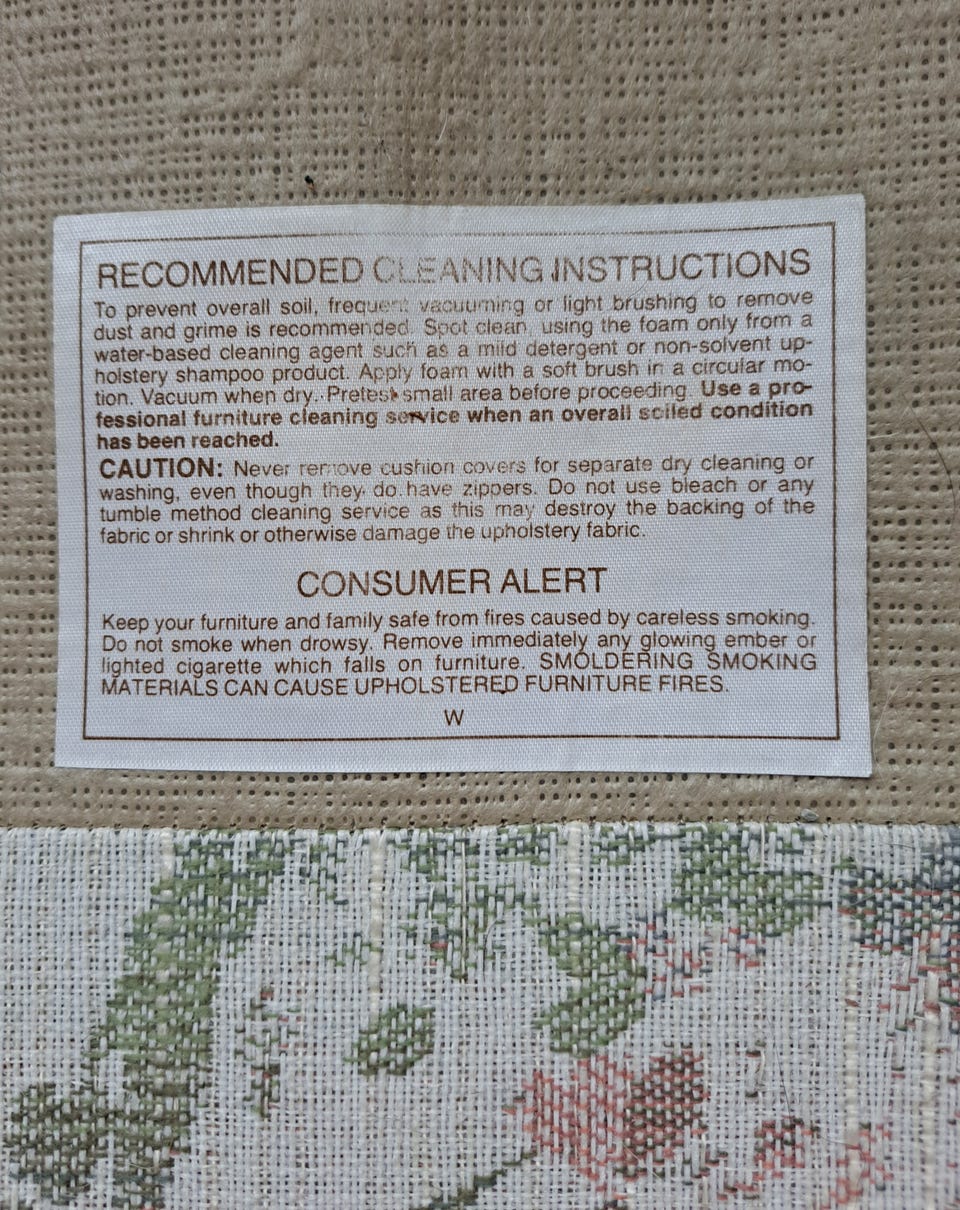 RECOMMENDED CLEANING INSTRUCTIONS
To prevent overall soil, frequent vacuuming or light brushing to remove
dust and grime is recommended. Spot clean, using the foam only from a
water-based cleaning agent such as a mild detergent or non-solvent up-
holstery shampoo product. Apply foam with a soft brush in a circular mo-
tion. Vacuum when dry. Pretest small area before proceeding. Use a pro-
fessional furniture cleaning service when an overall soiled condition
has been reached.
CAUTION: Never remove cushion covers for separate dry cleaning or
washing, even though they do have zippers. Do not use bleach or any
tumble method cleaning service as this may destroy the backing of the
fabric or shrink or otherwise damage the upholstery fabric.
CONSUMER ALERT
Keep your furniture and family safe from fires caused by careless smoking.
Do not smoke when drowsy. Remove immediately any glowing ember or
lighted cigarette which falls on furniture. SMOLDERING SMOKING
MATERIALS CAN CAUSE UPHOLSTERED FURNITURE FIRES.
W